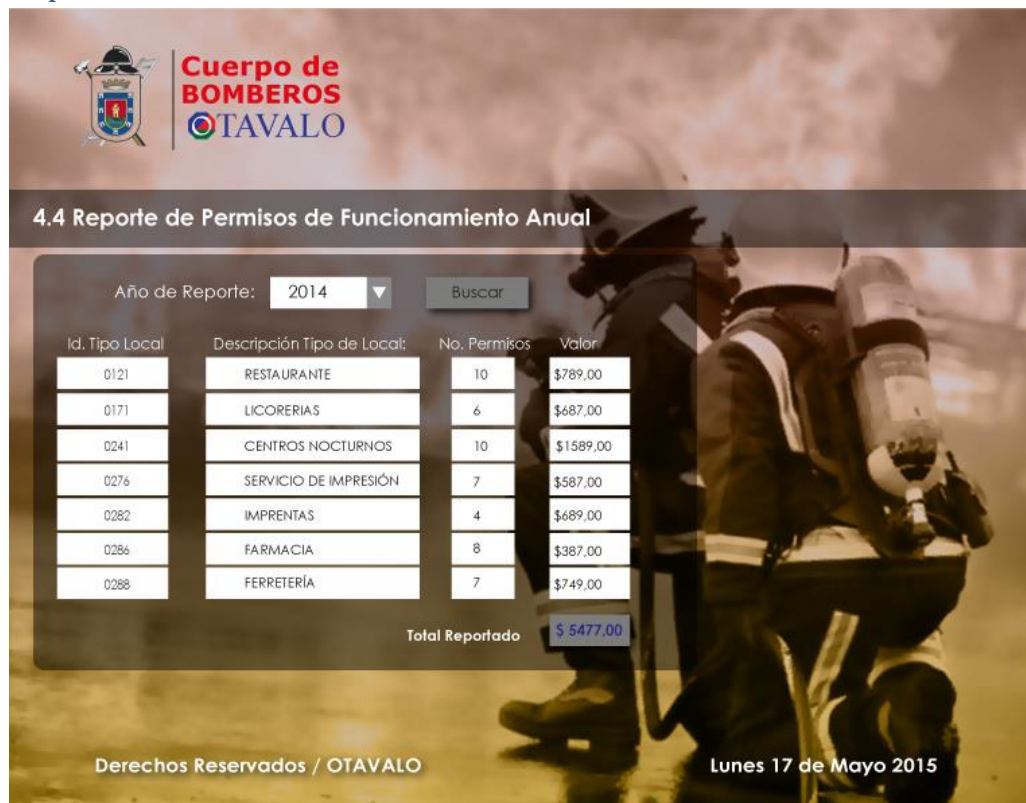 Cuerpo de
BOMBEROS
OTAVALO
4.4 Reporte de Permisos de Funcionamiento Anual
Año de Reporte: 2014 Buscar
Id. Tipo Local Descripción Tipo de Local: No. Permisos Valor
0121 RESTAURANTE 10 $789,00
0171 LICORERIAS 6 $687,00
0241 CENTROS NOCTURNOS 10 $1589,00
0276 SERVICIO DE IMPRESIÓN 7 $587,00
0282 IMPRENTAS 4 $689,00
0286 FARMACIA 8 $387,00
0288 FERRETERÍA 7 $749,00
Total Reportado $ 5477,00
Derechos Reservados / OTAVALO Lunes 17 de Mayo 2015